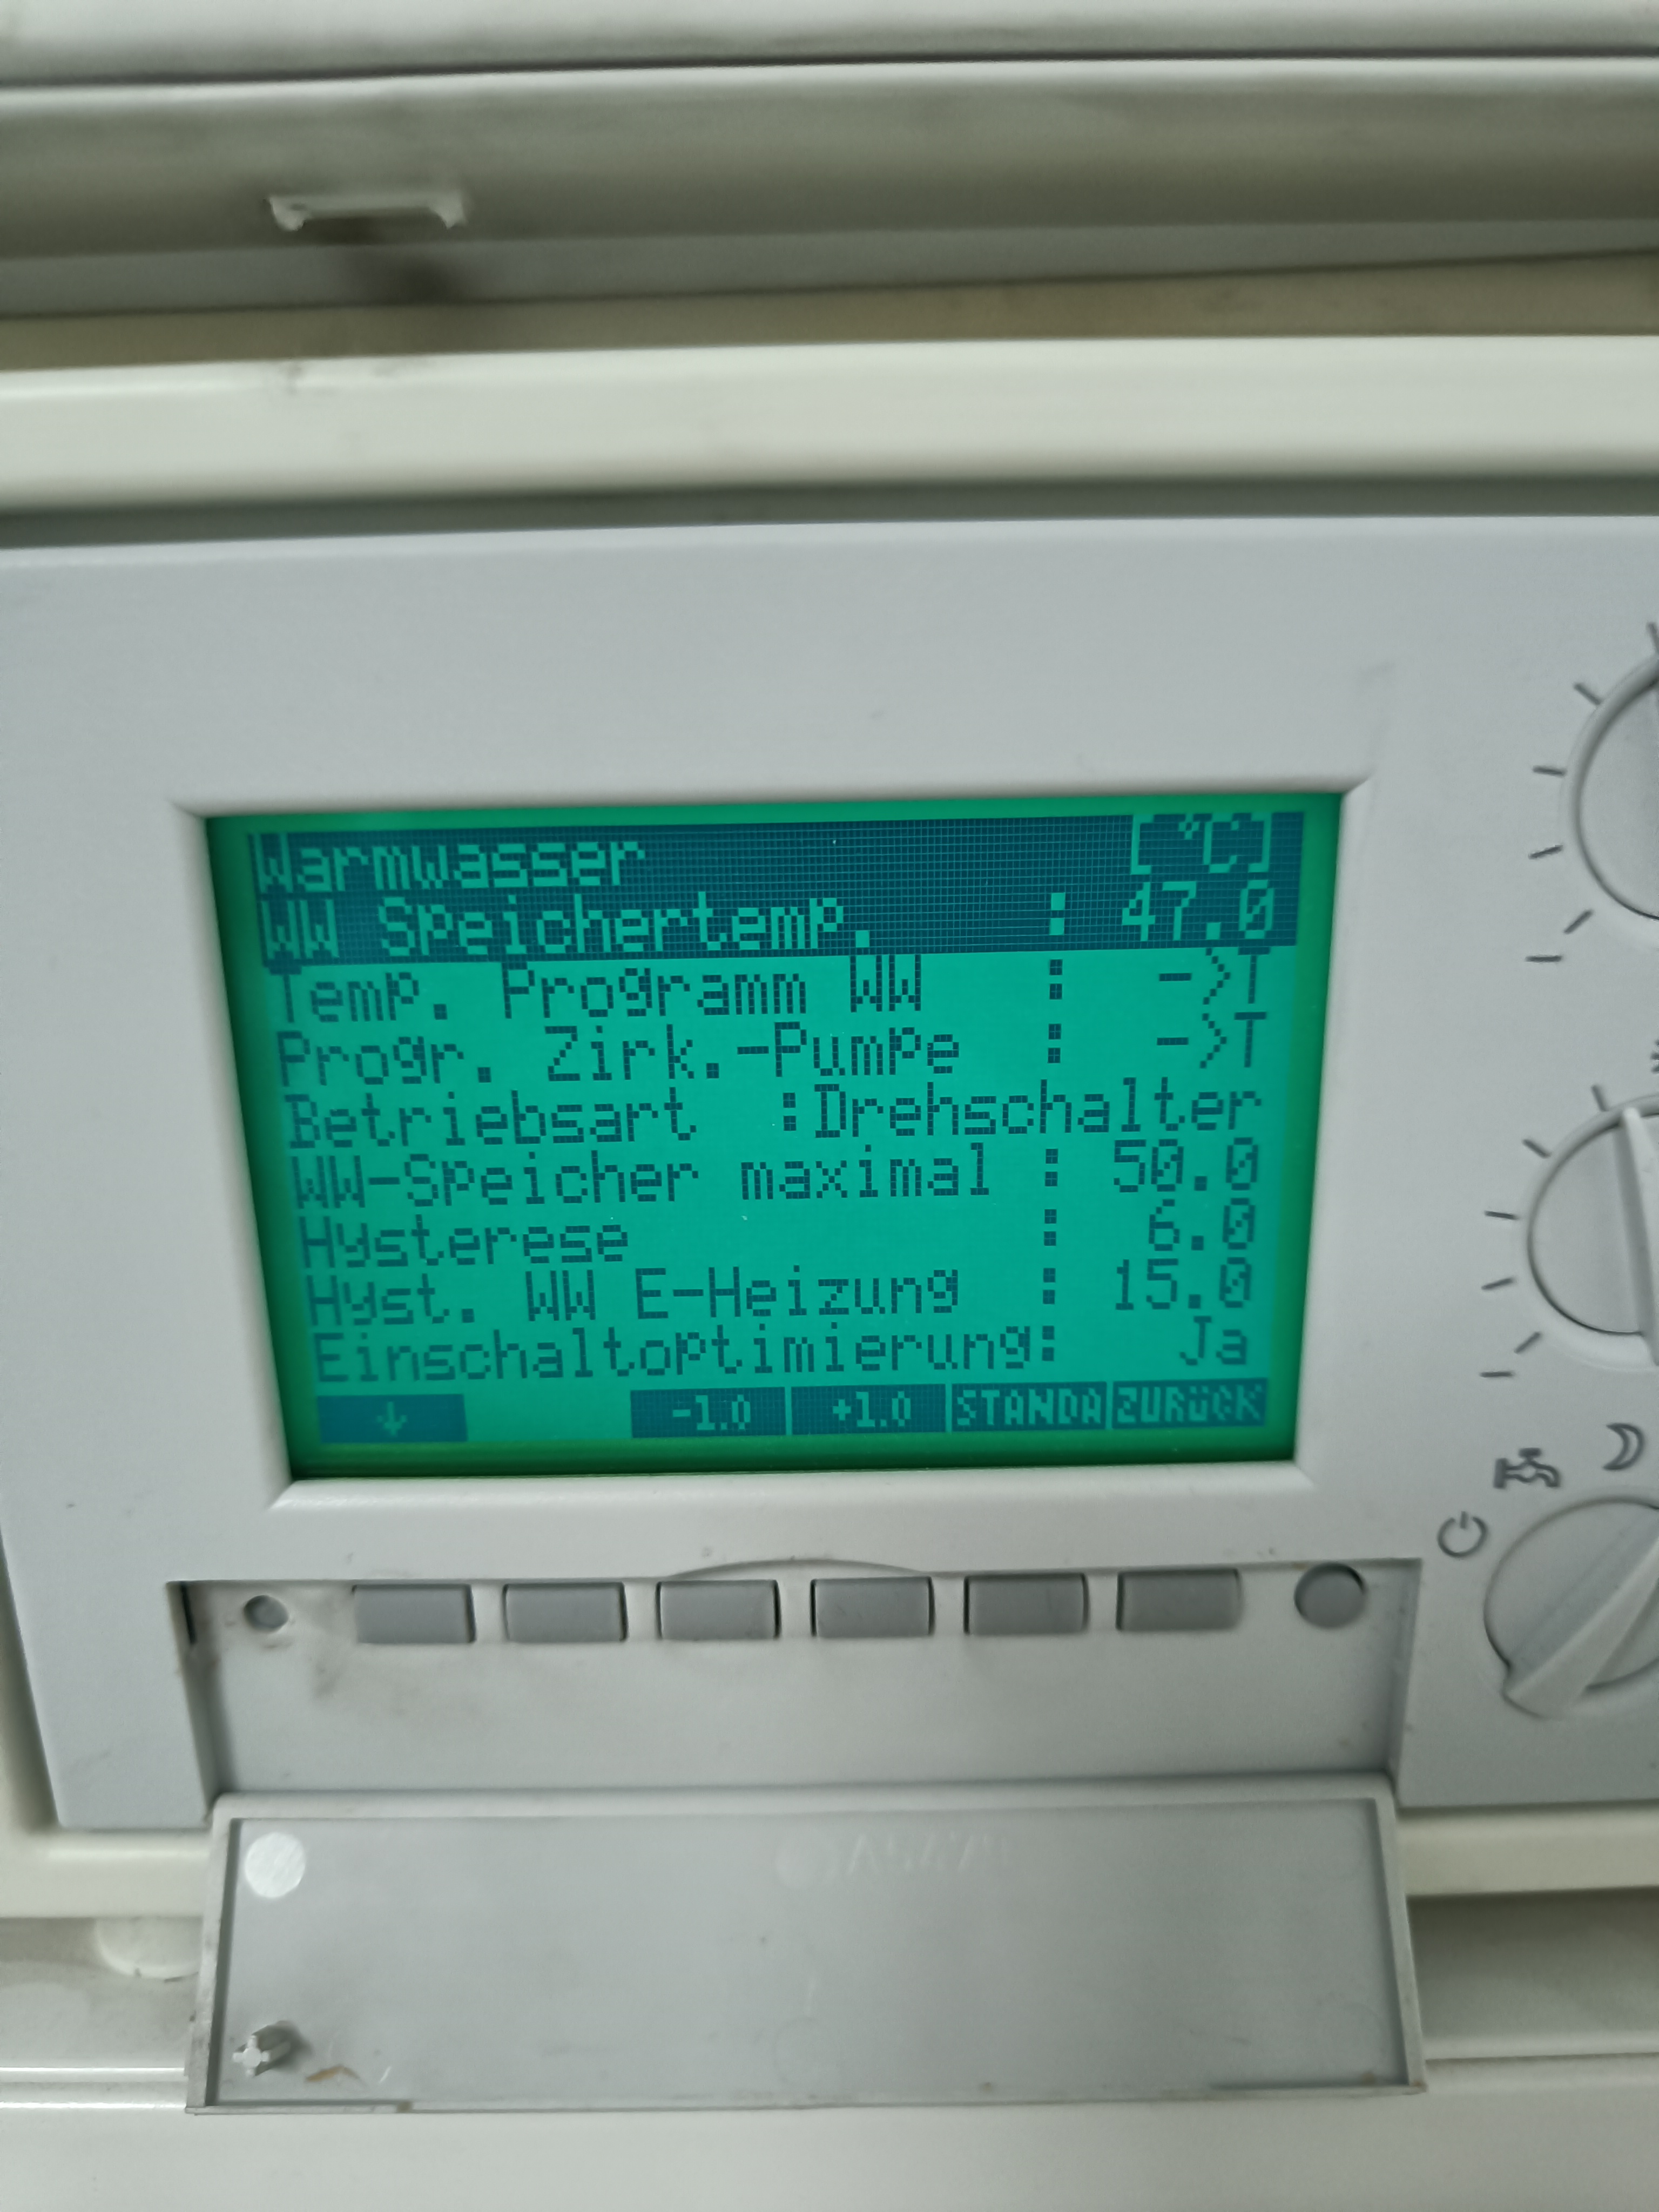 Warmwasser [°C]
WW Speichertemp. : 47.0
Temp. Programm WW : ->T
Progr. Zirk.-Pumpe : ->T
Betriebsart :Drehschalter
WW-Speicher maximal : 50.0
Hysterese : 6.0
Hyst. WW E-Heizung : 15.0
Einschaltoptimierung: Ja
↓ -1.0 +1.0 STANDA ZURÜCK